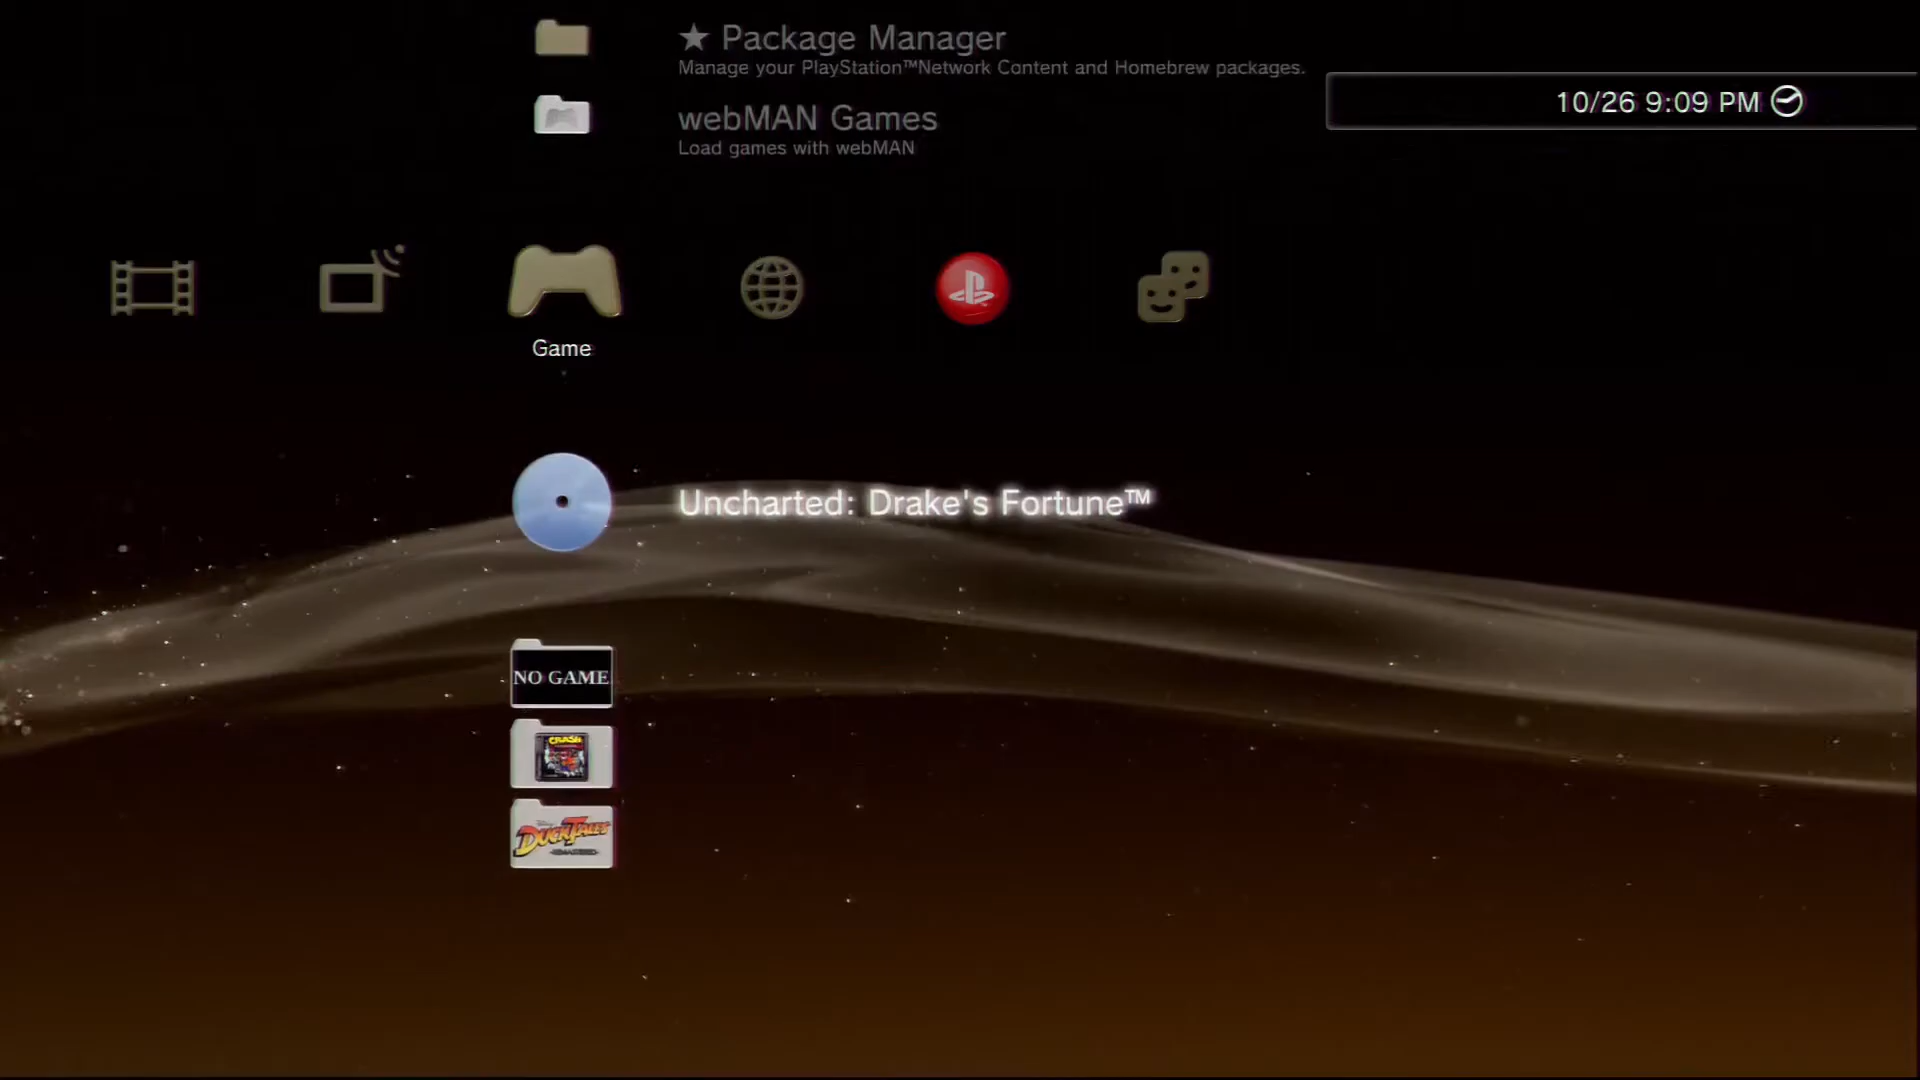 ★ Package Manager
Manage your PlayStation™Network Content and Homebrew packages.
webMAN Games
Load games with webMAN
10/26 9:09 PM
Game
Uncharted: Drake's Fortune™
NO GAME
CRASH
DUCKTALES